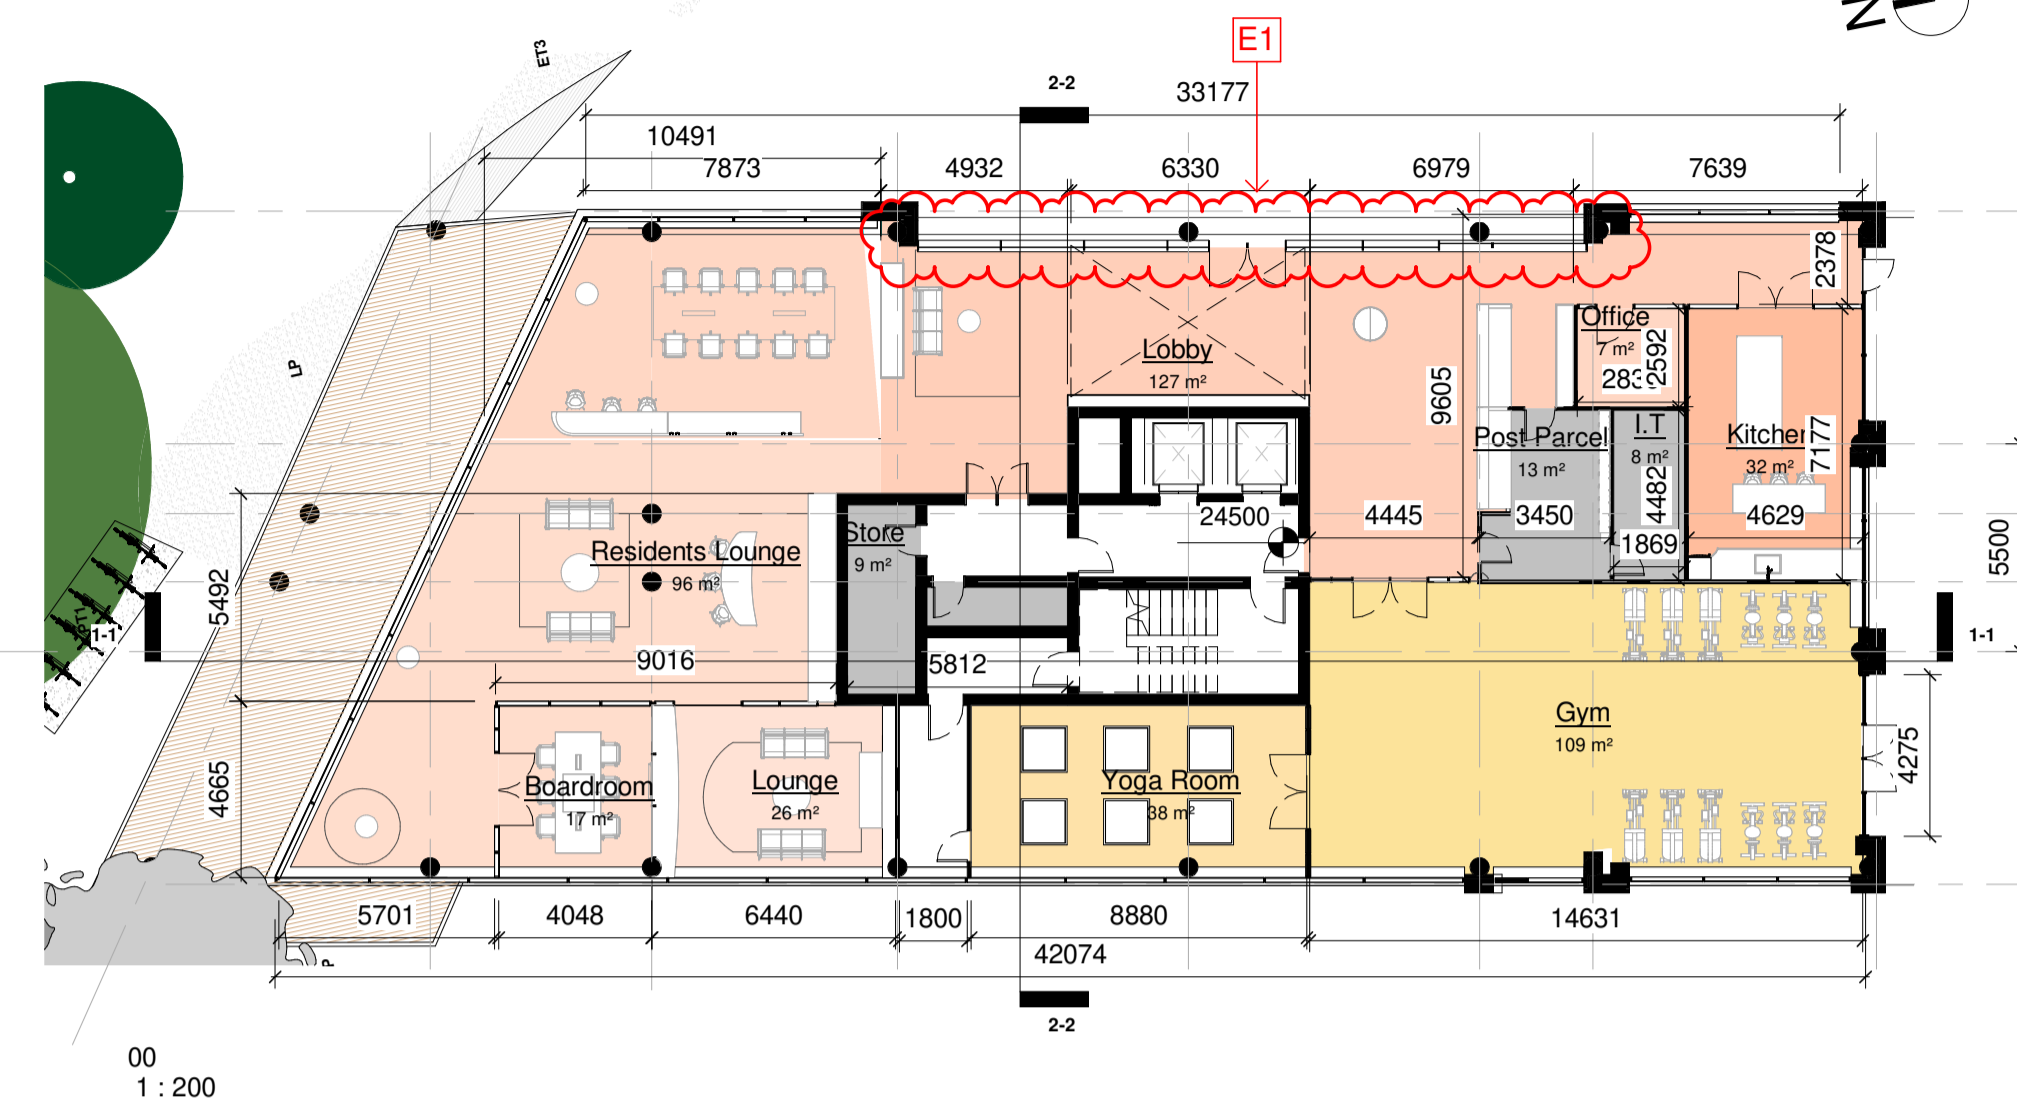 N
E1
ET3
2-2
33177
10491
7873
4932
6330
6979
7639
2378
Office
7 m²
2592
Lobby
127 m²
LP
9605
Post Parcel
13 m²
I.T
8 m²
Kitchen
32 m²
7177
4482
24500
4445
3450
4629
1869
5500
Store
9 m²
Residents Lounge
96 m²
5492
1-1
1-1
9016
5812
Gym
109 m²
4275
4665
Boardroom
17 m²
Lounge
26 m²
Yoga Room
38 m²
5701
4048
6440
1800
8880
14631
42074
2-2
00
1 : 200